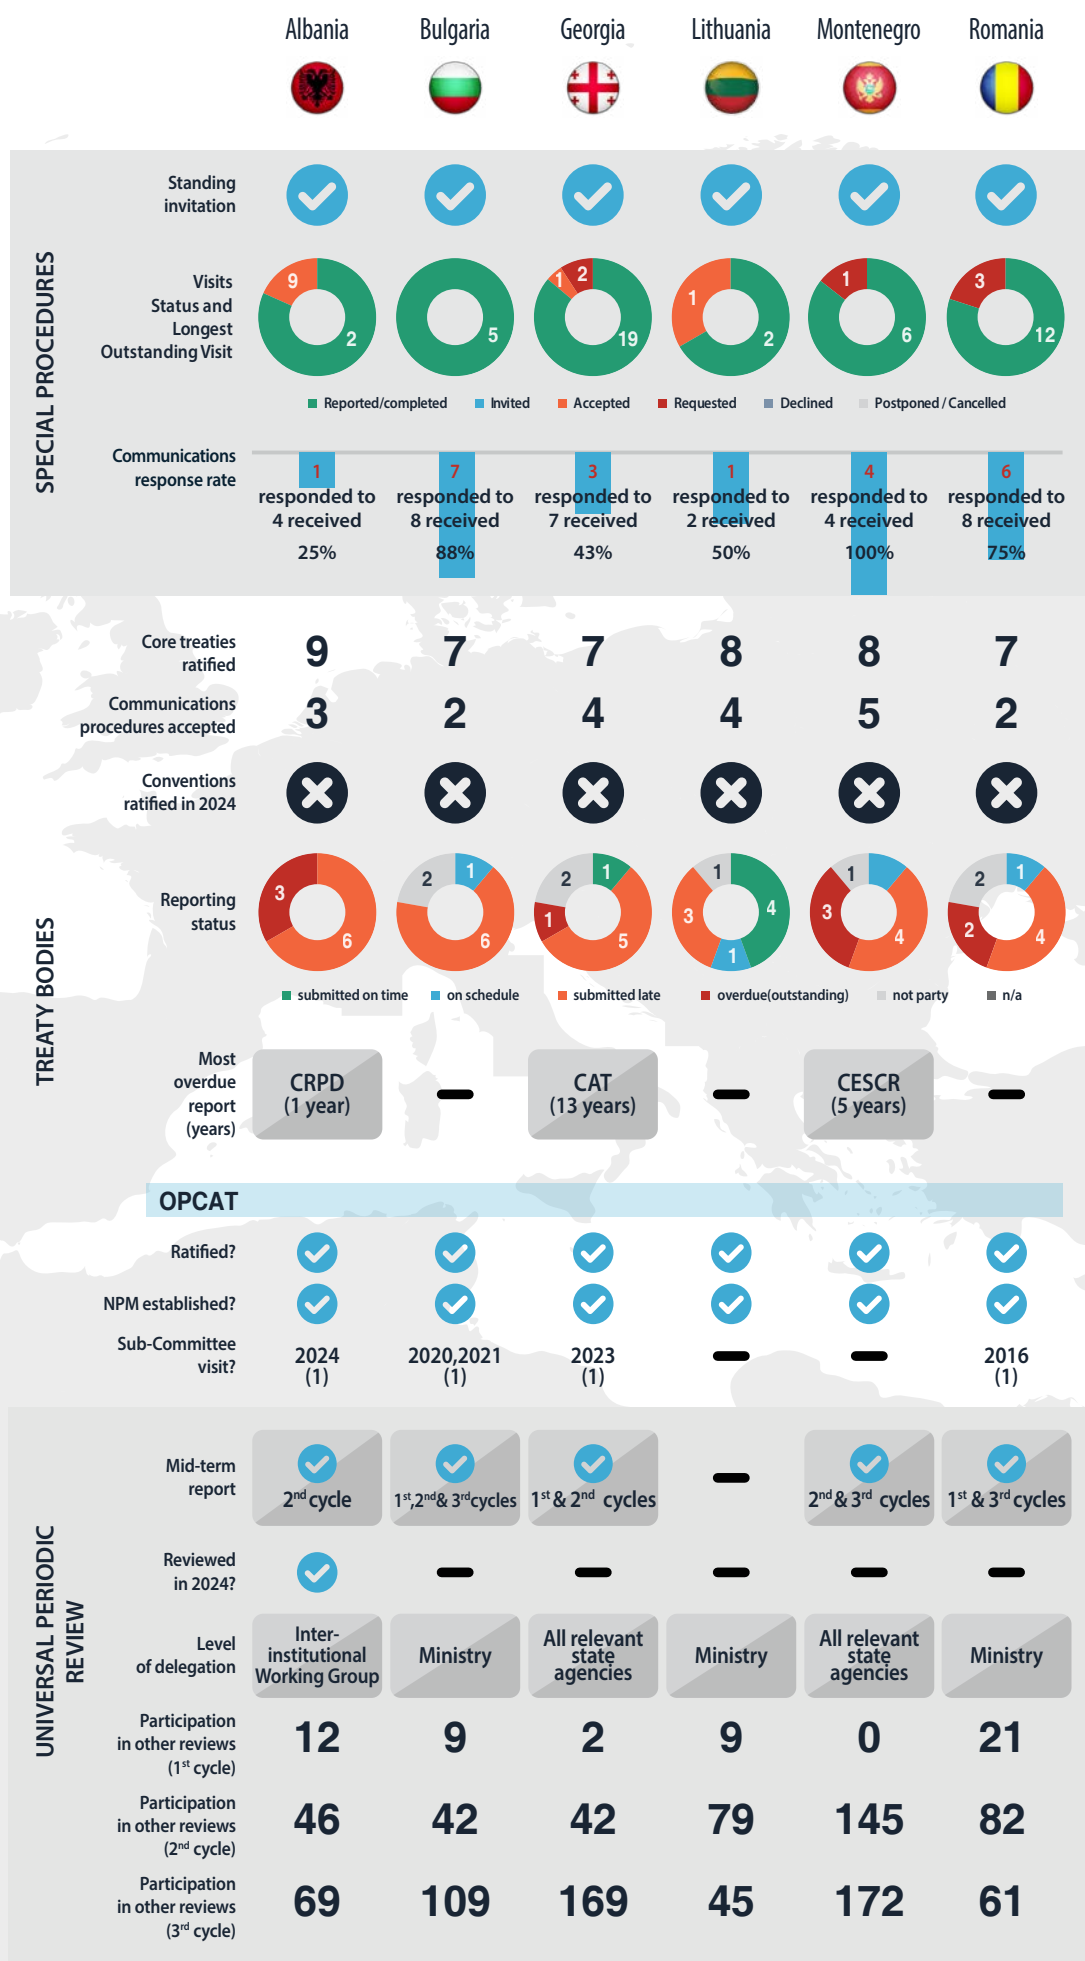 Albania Bulgaria Georgia Lithuania Montenegro Romania
SPECIAL PROCEDURES
Standing
invitation
Visits
Status and
Longest
Outstanding Visit
9 2 5 1 2 19 1 2 1 6 3 12
Reported/completed Invited Accepted Requested Declined Postponed / Cancelled
Communications
response rate
1 7 3 1 4 6
responded to responded to responded to responded to responded to responded to
4 received 8 received 7 received 2 received 4 received 8 received
25% 88% 43% 50% 100% 75%
TREATY BODIES
Core treaties
ratified
9 7 7 8 8 7
Communications
procedures accepted
3 2 4 4 5 2
Conventions
ratified in 2024
Reporting
status
3 6 2 1 6 2 1 1 5 1 4 3 1 1 3 4 2 1 2 4
submitted on time on schedule submitted late overdue(outstanding) not party n/a
Most
overdue
report
(years)
CRPD CAT CESCR
(1 year) (13 years) (5 years)
OPCAT
Ratified?
NPM established?
Sub-Committee
visit?
2024 2020,2021 2023 2016
(1) (1) (1) (1)
UNIVERSAL PERIODIC
REVIEW
Mid-term
report
2nd cycle 1st,2nd& 3rdcycles 1st & 2nd cycles 2nd & 3rd cycles 1st & 3rd cycles
Reviewed
in 2024?
Level
of delegation
Inter-
institutional
Working Group
Ministry
All relevant
state
agencies
Ministry
All relevant
state
agencies
Ministry
Participation
in other reviews
(1st cycle)
12 9 2 9 0 21
Participation
in other reviews
(2nd cycle)
46 42 42 79 145 82
Participation
in other reviews
(3rd cycle)
69 109 169 45 172 61